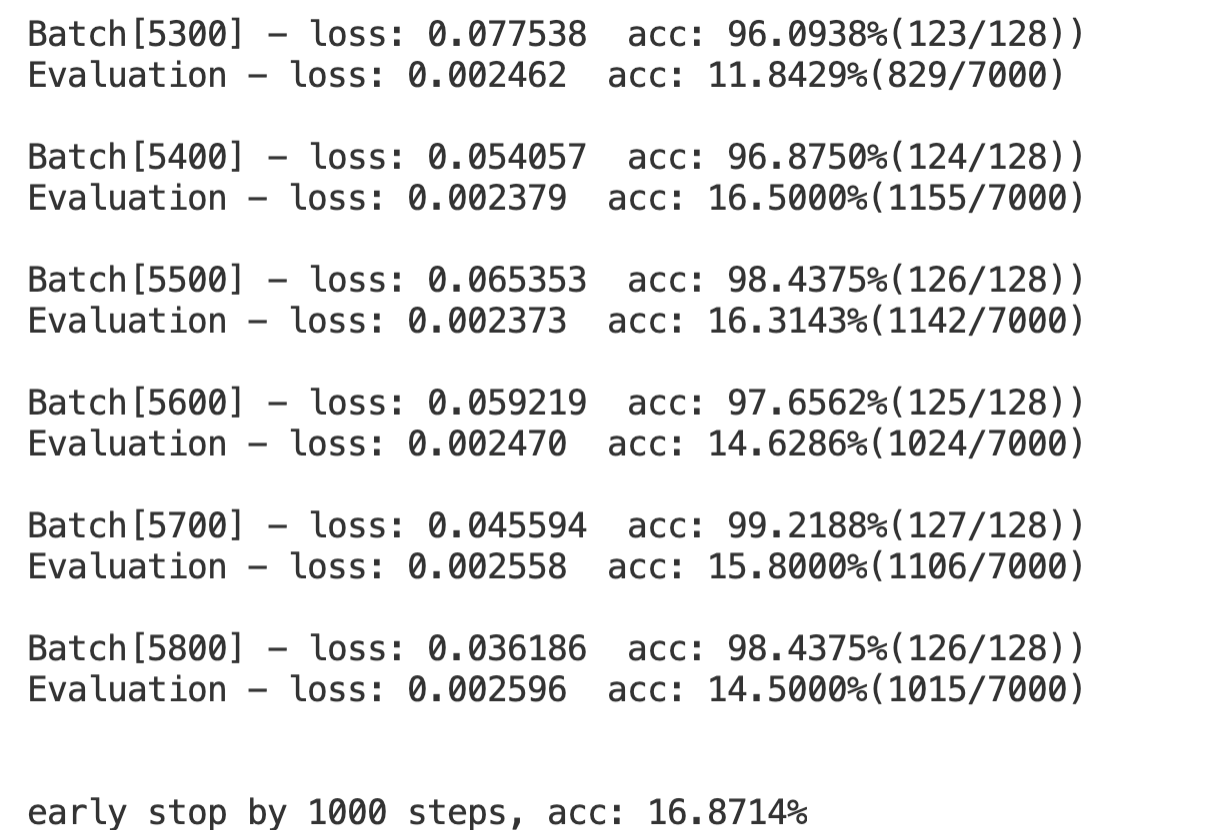 Batch[5300] - loss: 0.077538  acc: 96.0938%(123/128))
Evaluation - loss: 0.002462  acc: 11.8429%(829/7000)
Batch[5400] - loss: 0.054057  acc: 96.8750%(124/128))
Evaluation - loss: 0.002379  acc: 16.5000%(1155/7000)
Batch[5500] - loss: 0.065353  acc: 98.4375%(126/128))
Evaluation - loss: 0.002373  acc: 16.3143%(1142/7000)
Batch[5600] - loss: 0.059219  acc: 97.6562%(125/128))
Evaluation - loss: 0.002470  acc: 14.6286%(1024/7000)
Batch[5700] - loss: 0.045594  acc: 99.2188%(127/128))
Evaluation - loss: 0.002558  acc: 15.8000%(1106/7000)
Batch[5800] - loss: 0.036186  acc: 98.4375%(126/128))
Evaluation - loss: 0.002596  acc: 14.5000%(1015/7000)
early stop by 1000 steps, acc: 16.8714%